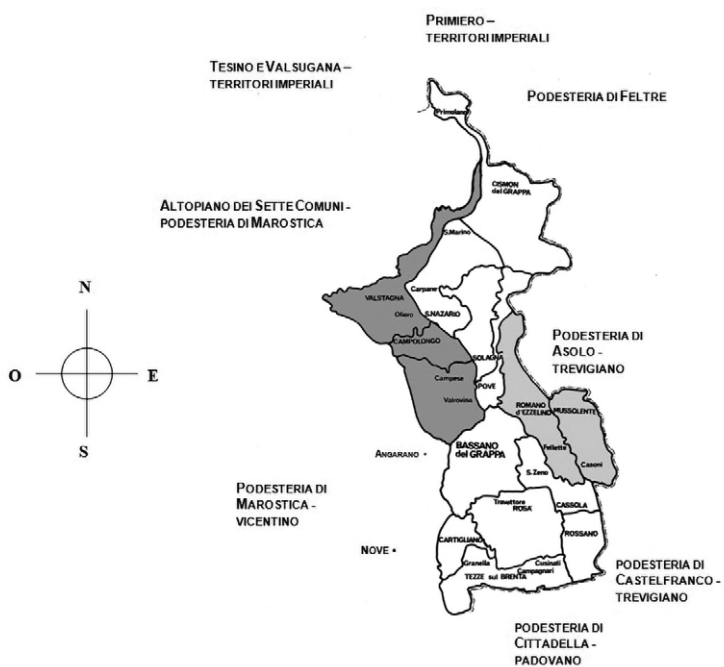 PRIMIERO –
TERRITORI IMPERIALI
TESINO E VALSUGANA –
TERRITORI IMPERIALI
PODESTERIA DI FELTRE
Primolano
CISMON
del GRAPPA
ALTOPIANO DEI SETTE COMUNI -
PODESTERIA DI MAROSTICA
S.Marino
N
O
E
S
VALSTAGNA
Carpanè
Oliero
S.NAZARIO
CAMPOLONGO
SOLAGNA
PODESTERIA DI
ASOLO -
TREVIGIANO
Campese
POVE
Valrovina
ROMANO
d'EZZELINO
MUSSOLENTE
BASSANO
del GRAPPA
ANGARANO
Fellette
Casoni
S.Zeno
PODESTERIA DI
MAROSTICA -
VICENTINO
Travettore
ROSA'
CASSOLA
CARTIGLIANO
ROSSANO
NOVE
Granella
Cusinati
Campagnari
TEZZE sul BRENTA
PODESTERIA DI
CASTELFRANCO -
TREVIGIANO
PODESTERIA DI
CITTADELLA -
PADOVANO